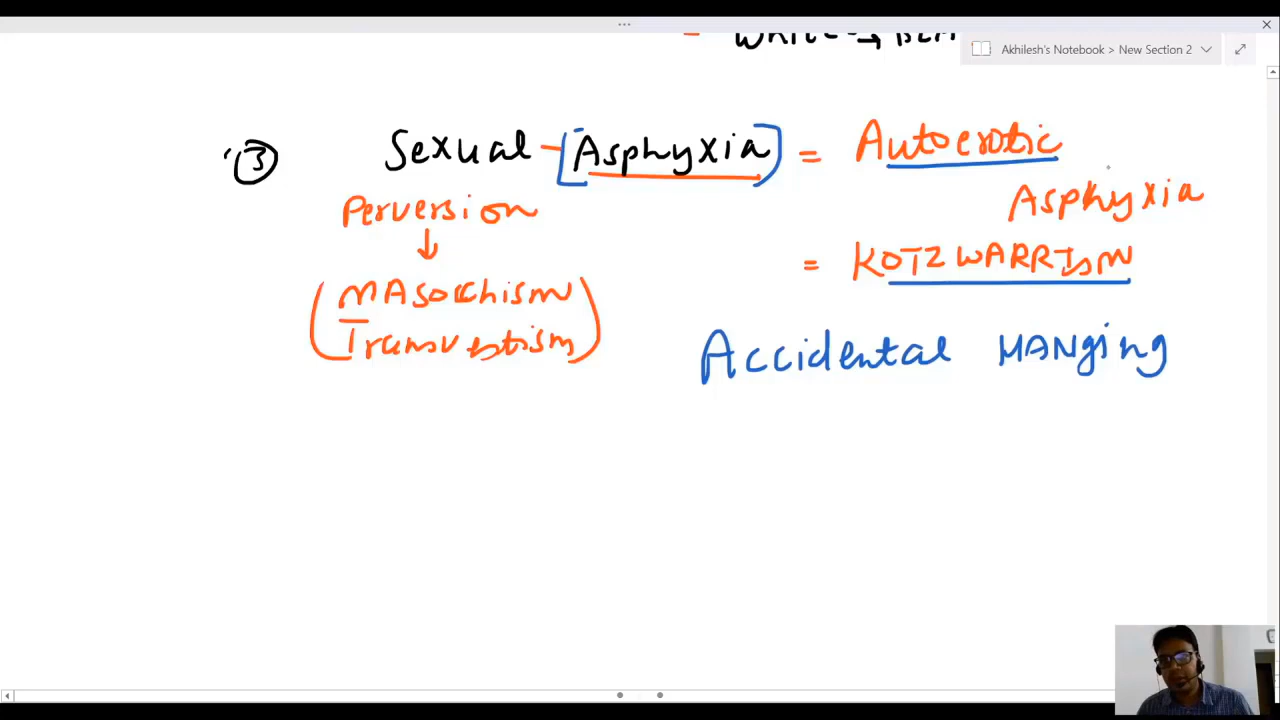 Akhilesh's Notebook > New Section 2
③ Sexual - [Asphyxia] = Autoerotic
Asphyxia
Perversion
= KOTZWARRISM
(MAsochism
Transvestism)
Accidental HANging